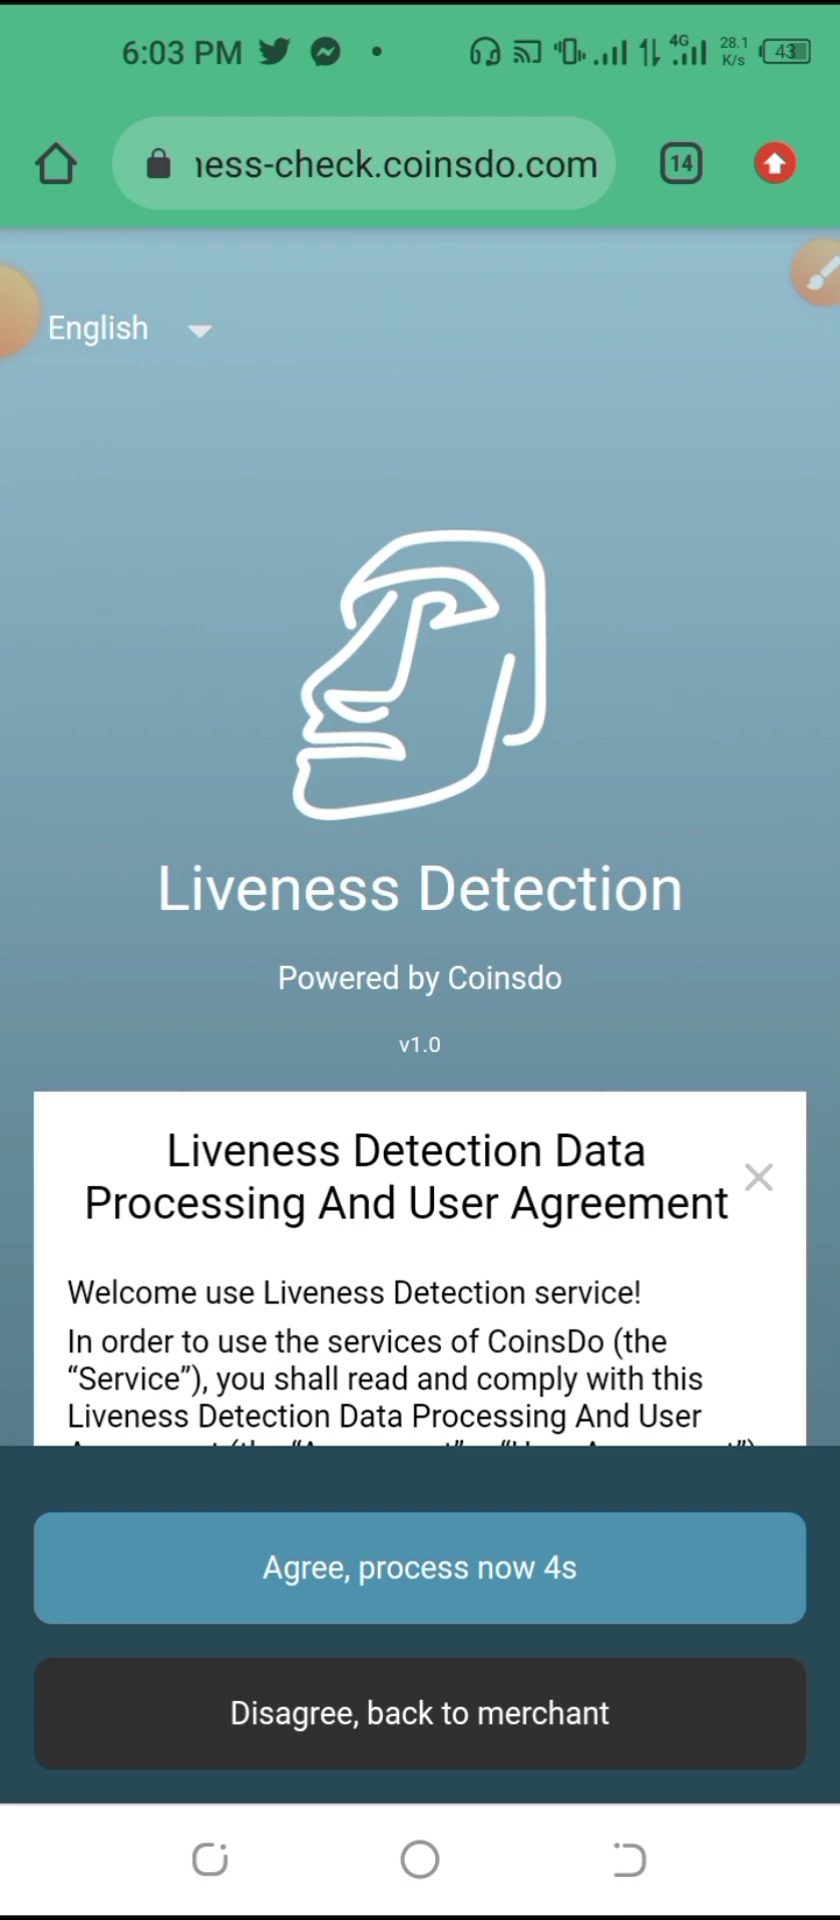 6:03 PM
4G
28.1
K/s
43
ness-check.coinsdo.com
14
English
Liveness Detection
Powered by Coinsdo
v1.0
Liveness Detection Data
Processing And User Agreement
Welcome use Liveness Detection service!
In order to use the services of CoinsDo (the
“Service”), you shall read and comply with this
Liveness Detection Data Processing And User
Agree, process now 4s
Disagree, back to merchant